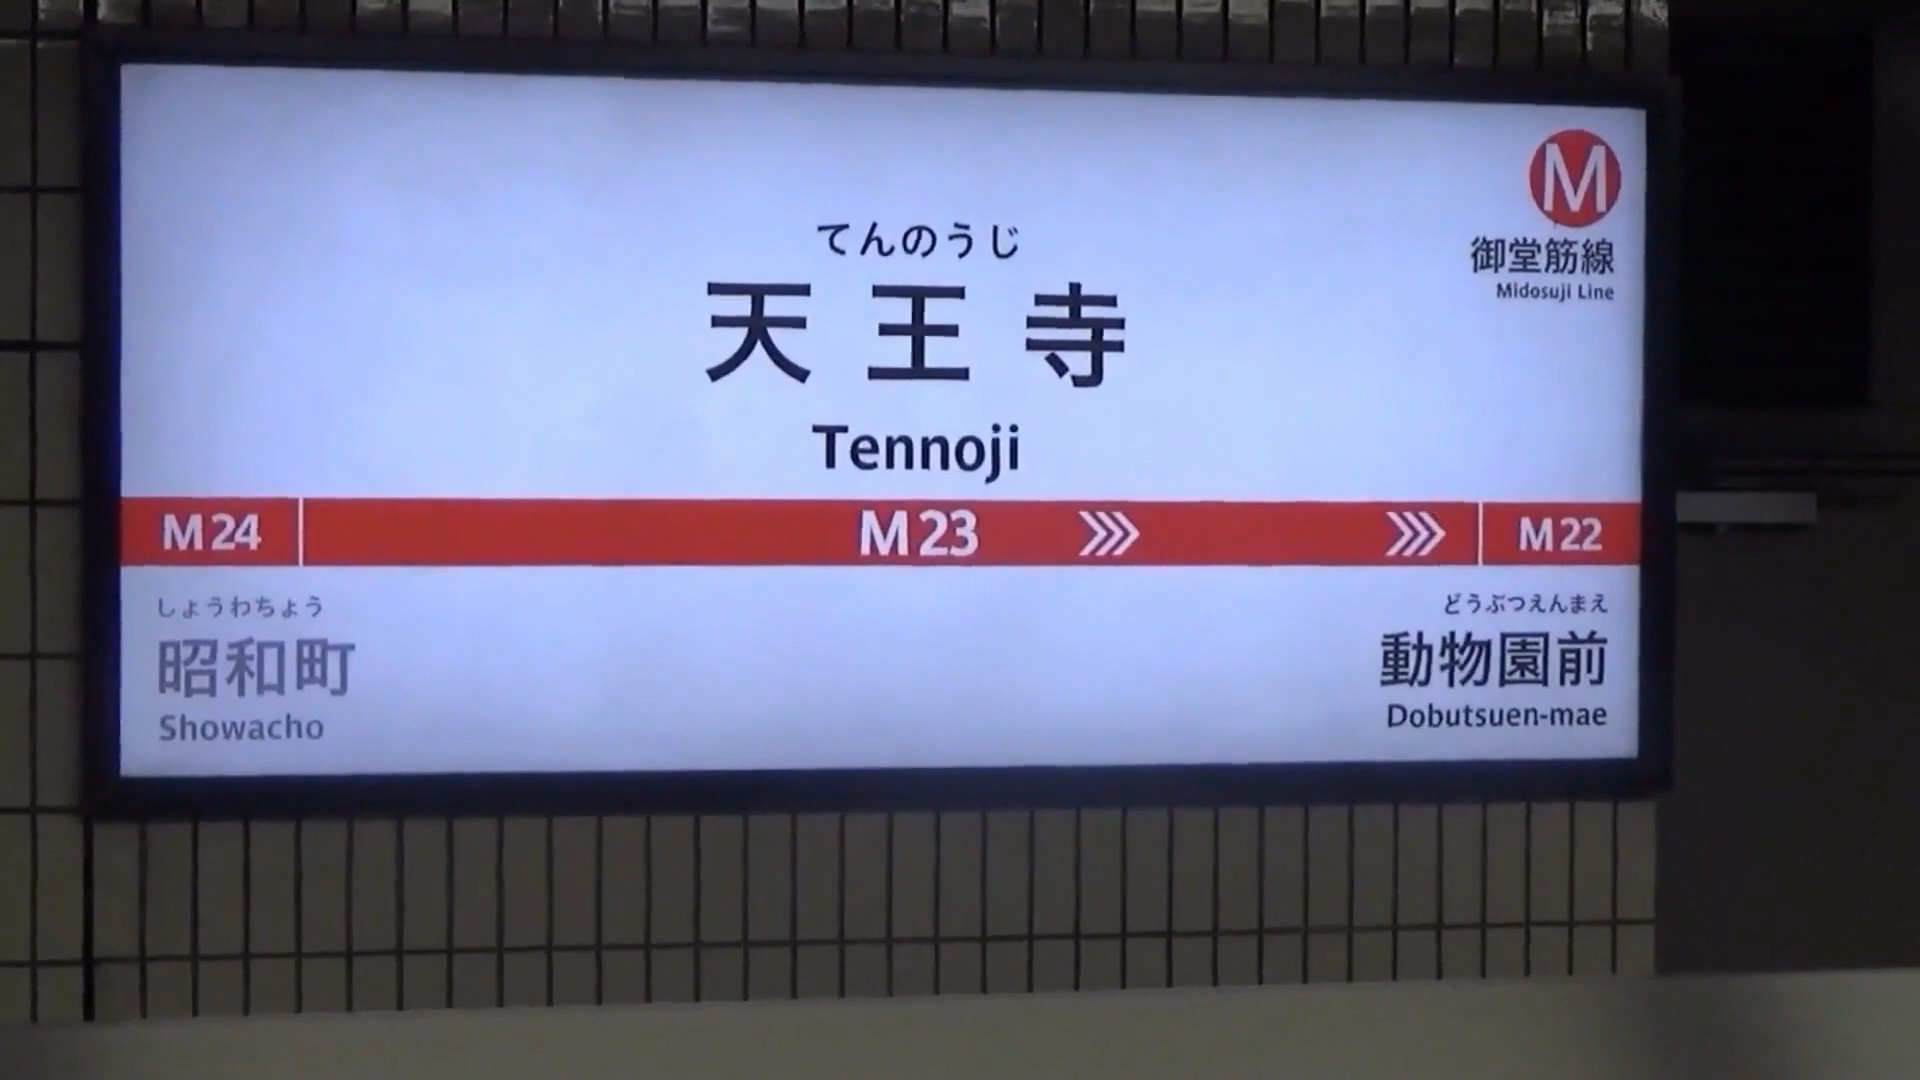 M
御堂筋線
Midosuji Line
てんのうじ
天王寺
Tennoji
M24
M23 >>> >>>
M22
しょうわちょう
昭和町
Showacho
どうぶつえんまえ
動物園前
Dobutsuen-mae